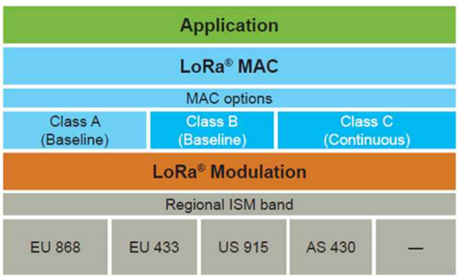 Application
LoRa® MAC
MAC options
Class A
(Baseline)
Class B
(Baseline)
Class C
(Continuous)
LoRa® Modulation
Regional ISM band
EU 868
EU 433
US 915
AS 430
—